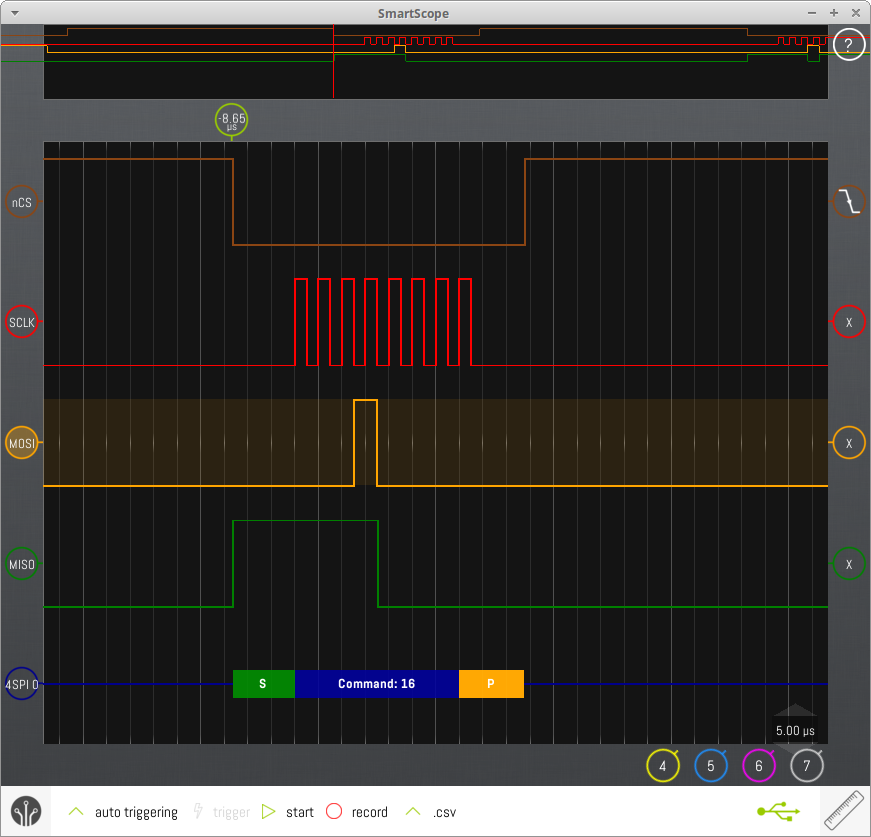 SmartScope
?
-8.65
µs
nCS
SCLK
X
MOSI
X
MISO
X
4SPI 0
S
Command: 16
P
5.00 µs
4
5
6
7
auto triggering
trigger
start
record
.csv